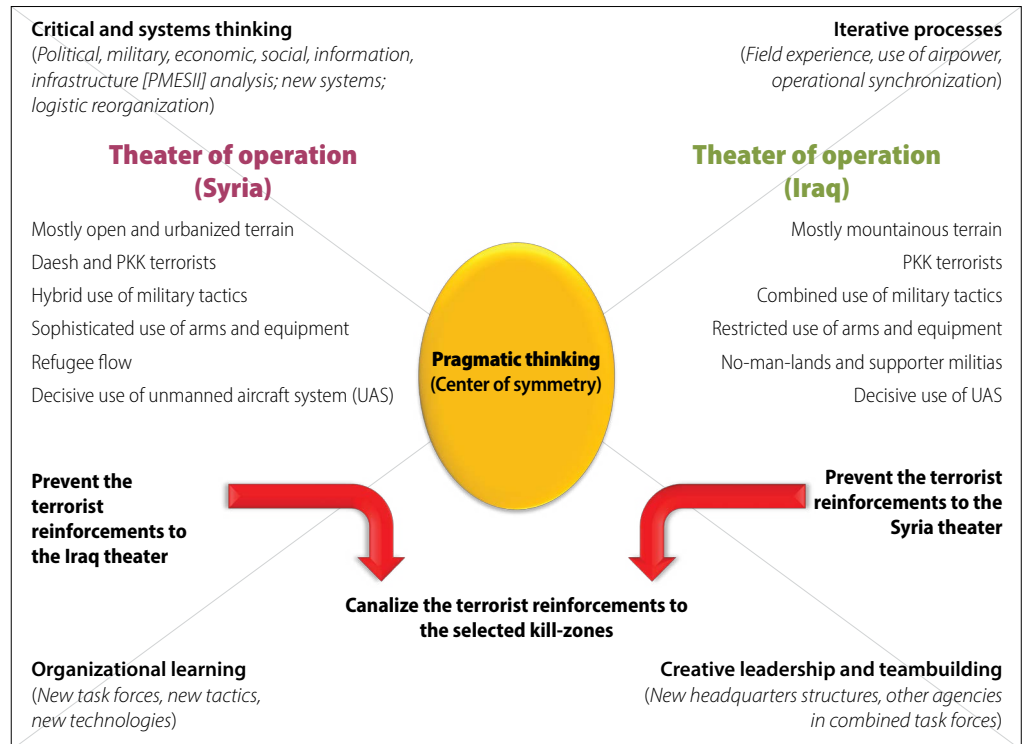 Critical and systems thinking
(Political, military, economic, social, information,
infrastructure [PMESII] analysis; new systems;
logistic reorganization)
Iterative processes
(Field experience, use of airpower,
operational synchronization)
Theater of operation
(Syria)
Mostly open and urbanized terrain
Daesh and PKK terrorists
Hybrid use of military tactics
Sophisticated use of arms and equipment
Refugee flow
Decisive use of unmanned aircraft system (UAS)
Theater of operation
(Iraq)
Mostly mountainous terrain
PKK terrorists
Combined use of military tactics
Restricted use of arms and equipment
No-man-lands and supporter militias
Decisive use of UAS
Pragmatic thinking
(Center of symmetry)
Prevent the
terrorist
reinforcements to
the Iraq theater
Prevent the terrorist
reinforcements to the
Syria theater
Canalize the terrorist reinforcements to
the selected kill-zones
Organizational learning
(New task forces, new tactics,
new technologies)
Creative leadership and teambuilding
(New headquarters structures, other agencies
in combined task forces)